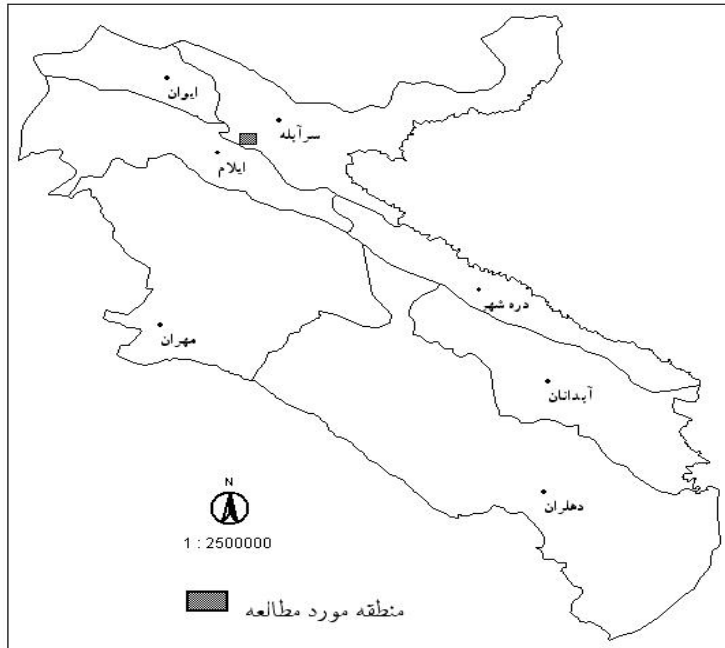 ایوان
سرآبله
ایلام
دره شهر
مهران
آبدانان
دهلران
N
1 : 2500000
منطقه مورد مطالعه